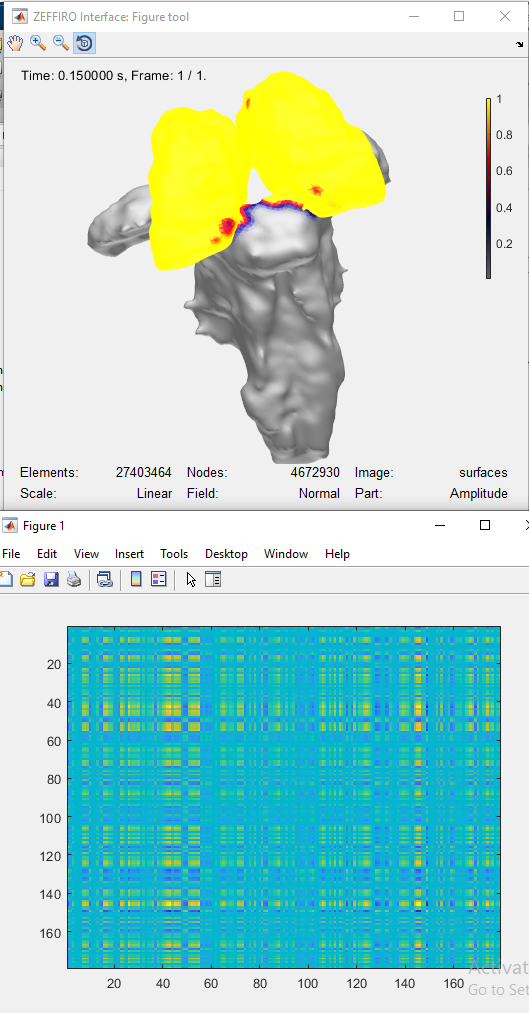 ZEFFIRO Interface: Figure tool
Time: 0.150000 s, Frame: 1 / 1.
1
0.8
0.6
0.4
0.2
Elements: 27403464 Nodes: 4672930 Image: surfaces
Scale: Linear Field: Normal Part: Amplitude
Figure 1
File Edit View Insert Tools Desktop Window Help
20
40
60
80
100
120
140
160
20 40 60 80 100 120 140 160
Activat
Go to Set